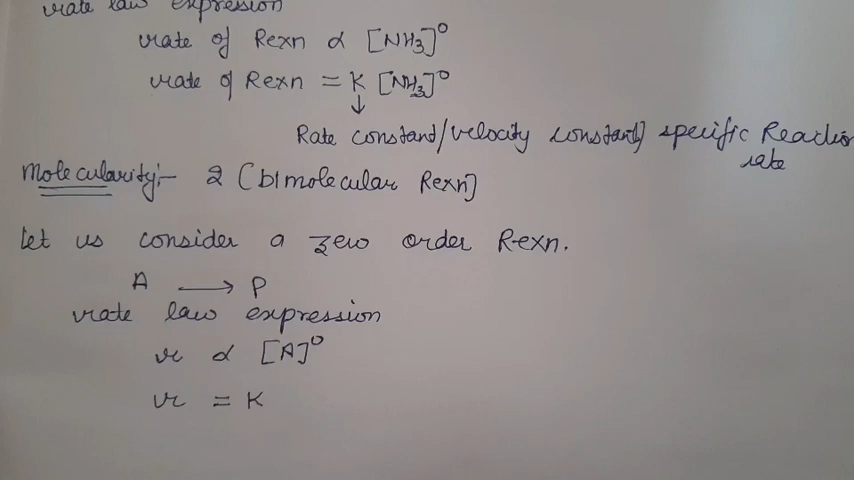 rate law expression
rate of Rexn α [NH3]⁰
rate of Rexn = K [NH3]⁰
↓
Rate constant/velocity constant] specific Reaction
rate
Molecularity:- 2 (bimolecular Rexn]
Let us consider a zero order Rexn.
A → P
rate law expression
r α [A]⁰
r = K